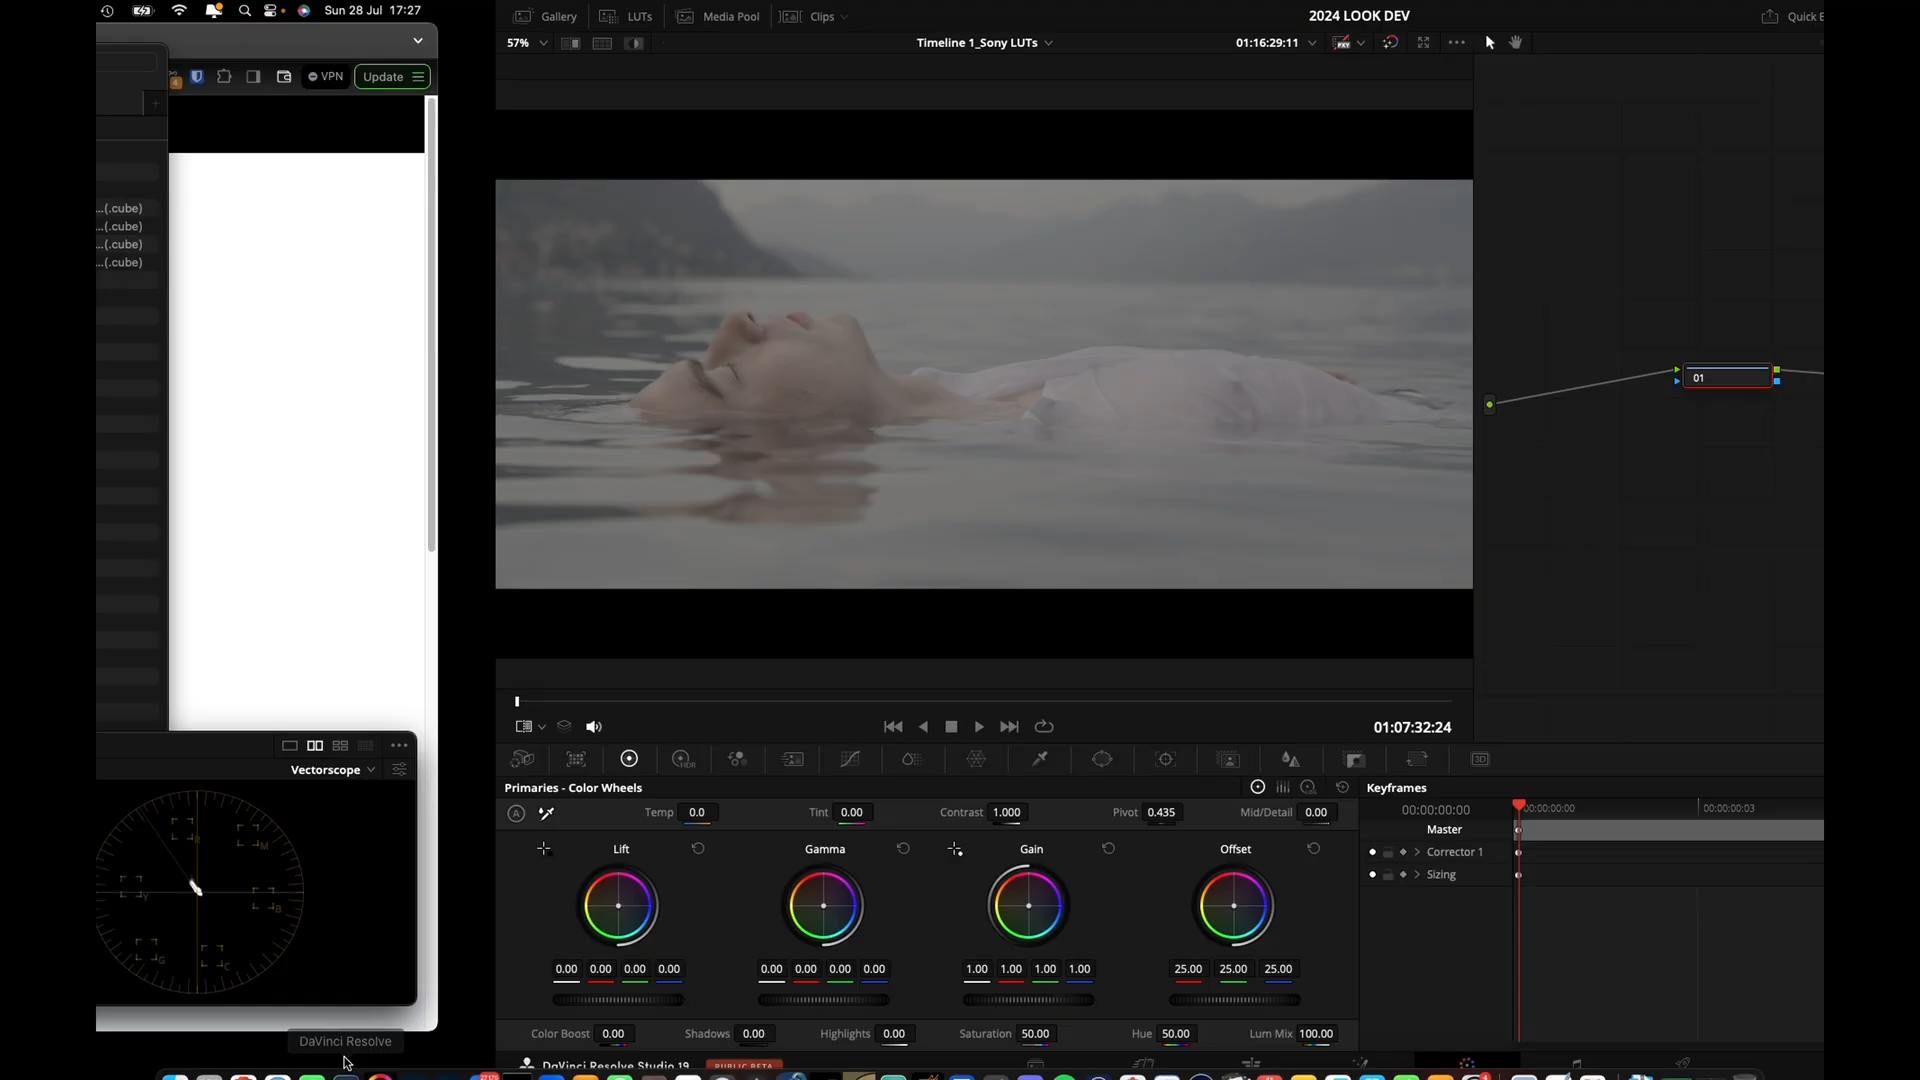 Sun 28 Jul 17:27
Gallery
LUTs
Media Pool
Clips
2024 LOOK DEV
Quick E
57%
Timeline 1_Sony LUTs
01:16:29:11
VPN
Update
...(.cube)
...(.cube)
...(.cube)
...(.cube)
01
01:07:32:24
Vectorscope
R
M
Y
B
G
C
Primaries - Color Wheels
Keyframes
Temp 0.0
Tint 0.00
Contrast 1.000
Pivot 0.435
Mid/Detail 0.00
00:00:00:00
00:00:00:00
00:00:00:03
Master
Corrector 1
Sizing
Lift
Gamma
Gain
Offset
0.00 0.00 0.00 0.00
0.00 0.00 0.00 0.00
1.00 1.00 1.00 1.00
25.00 25.00 25.00
Color Boost 0.00
Shadows 0.00
Highlights 0.00
Saturation 50.00
Hue 50.00
Lum Mix 100.00
DaVinci Resolve
DaVinci Resolve Studio 19
PUBLIC BETA